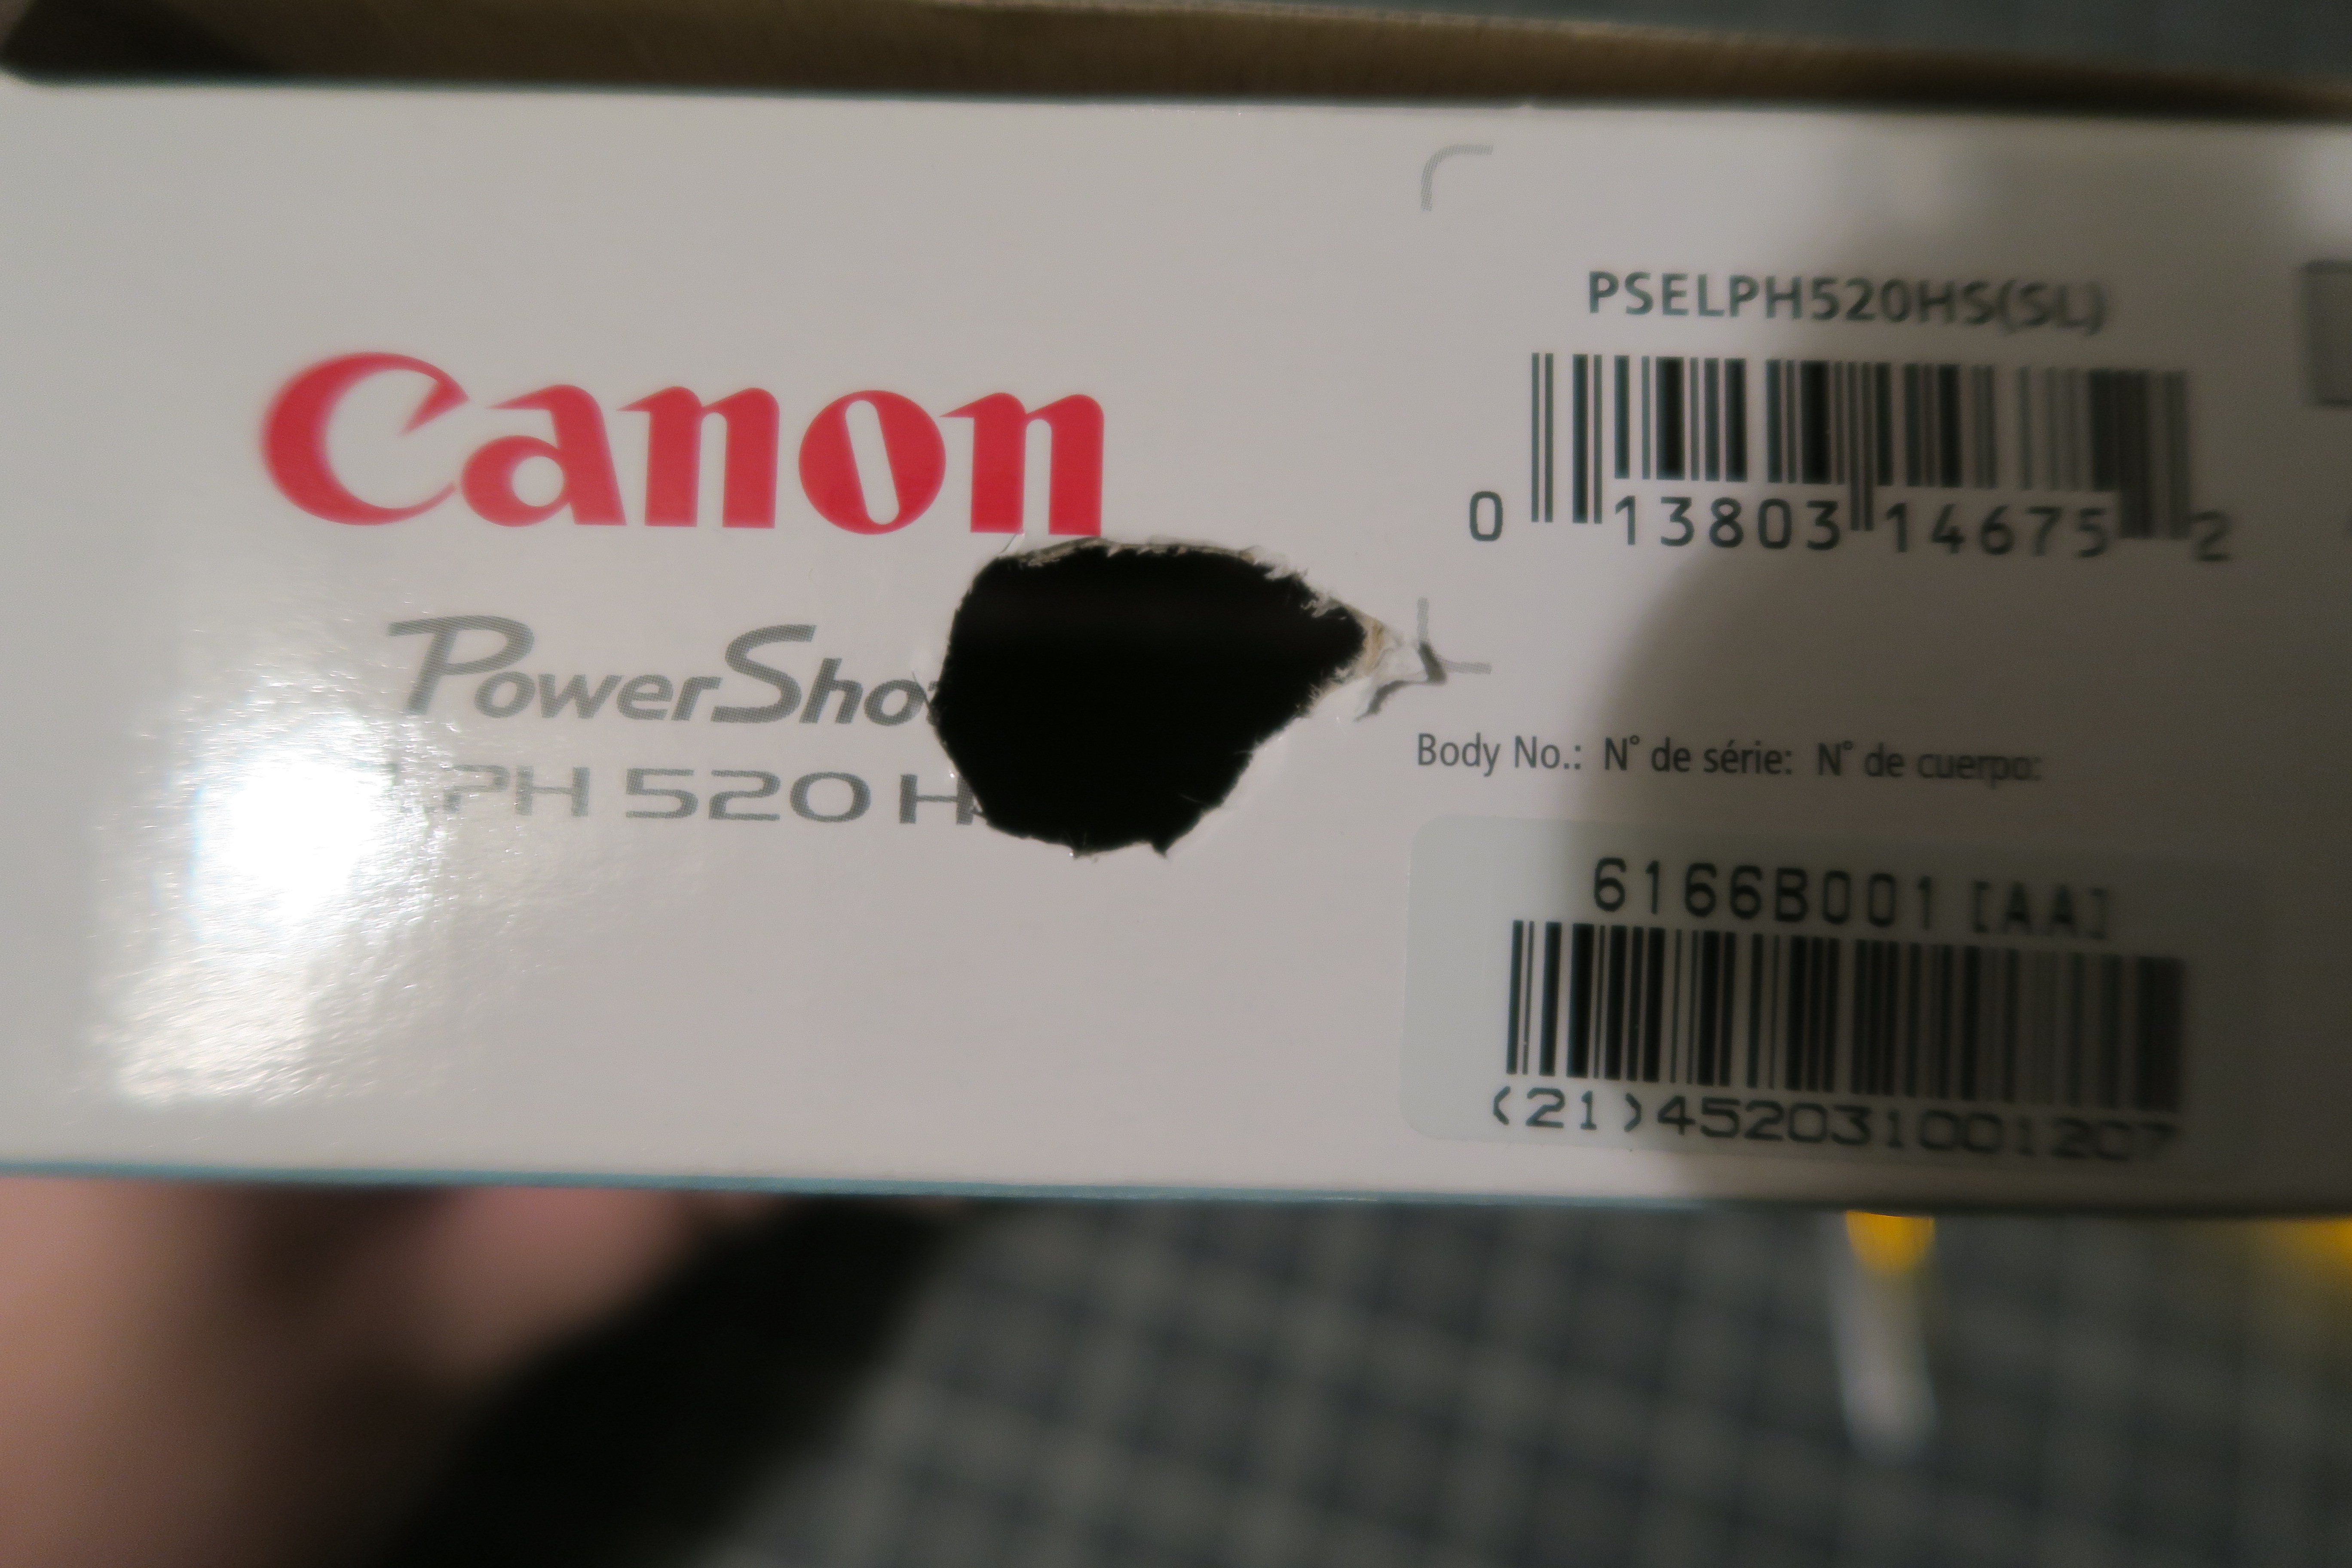 Canon
PowerSho
LPH 520 H
PSELPH520HS(SL)
0 13803 14675 2
Body No.: N° de série: N° de cuerpo:
6166B001 [AA]
(21)452031001207